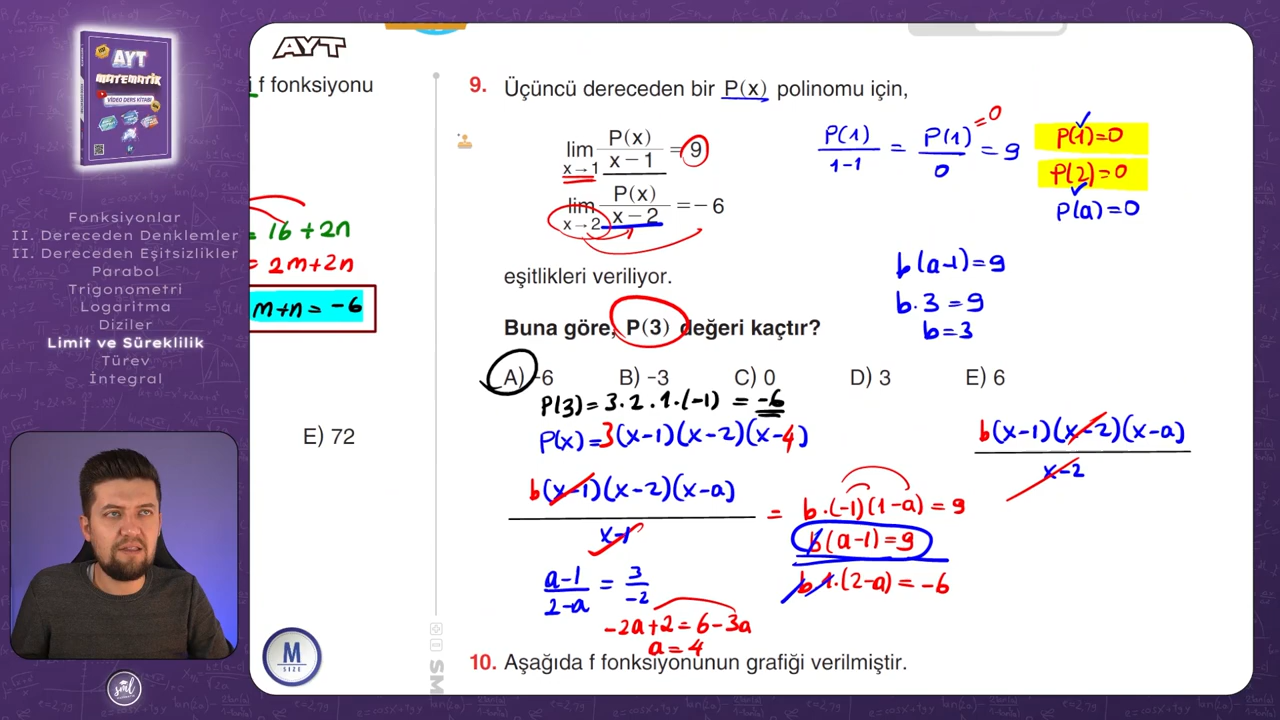 AYT
MATEMATİK
VİDEO DERS KİTABI
Fonksiyonlar
II. Dereceden Denklemler
II. Dereceden Eşitsizlikler
Parabol
Trigonometri
Logaritma
Diziler
Limit ve Süreklilik
Türev
İntegral
sml
AYT
i f fonksiyonu
= 16 + 2n
= 2m+2n
m+n = -6
E) 72
M
SIZE
SM
9. Üçüncü dereceden bir P(x) polinomu için,
lim x→1 P(x) / x − 1 = 9
lim x→2 P(x) / x − 2 = − 6
eşitlikleri veriliyor.
Buna göre, P(3) değeri kaçtır?
A) -6 B) -3 C) 0 D) 3 E) 6
P(1) / 1-1 = P(1) / 0 = 9
=0
P(1)=0
P(2)=0
P(a)=0
b(a-1)=9
b.3=9
b=3
P(3)=3.2.1.(-1) = -6
P(x)=3(x-1)(x-2)(x-4)
b(x-1)(x-2)(x-a) / x-1 = b.(-1)(1-a)=9
b(a-1)=9
b.1.(2-a)=-6
a-1 / 2-a = 3 / -2
-2a+2=6-3a
a=4
b(x-1)(x-2)(x-a) / x-2
10. Aşağıda f fonksiyonunun grafiği verilmiştir.